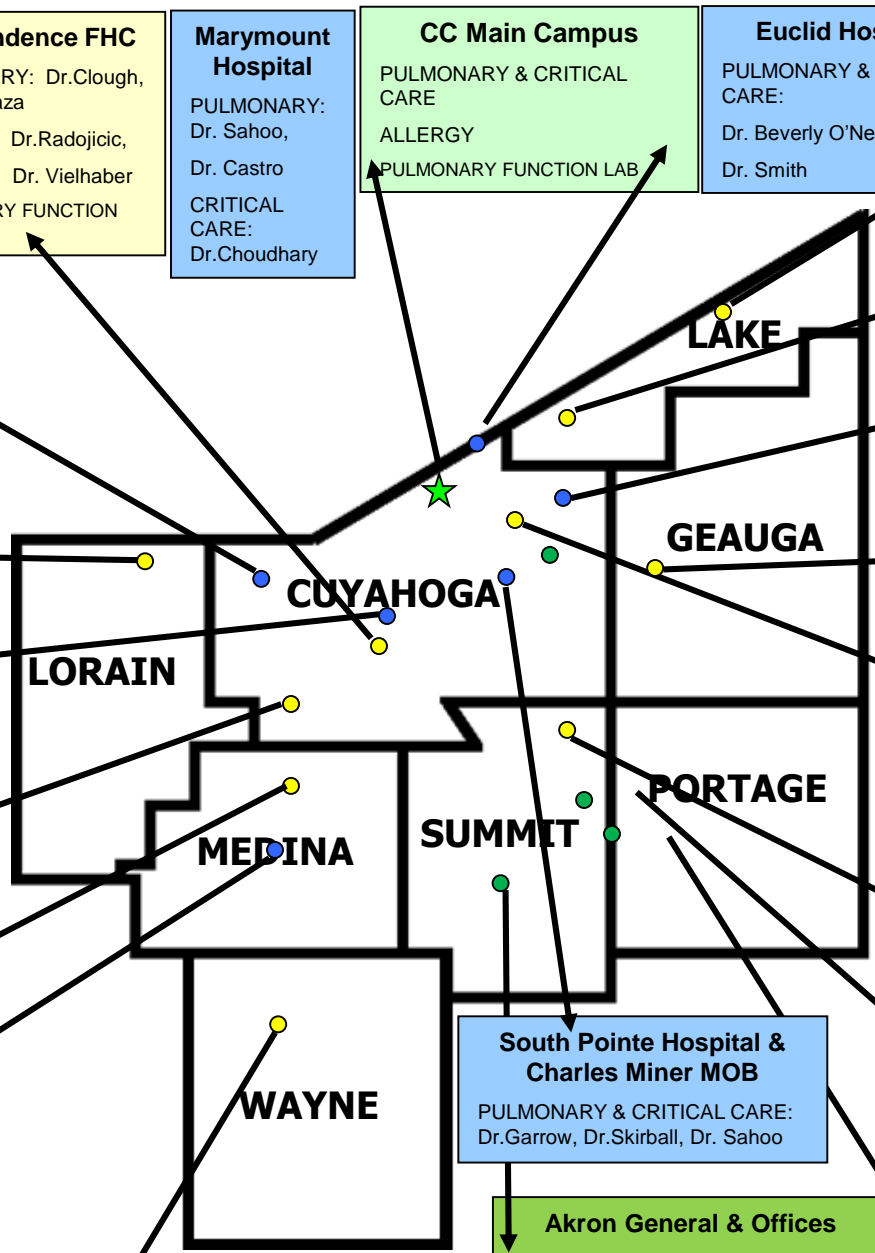 ndence FHC
RY: Dr.Clough,
aza
Dr.Radojicic,
Dr. Vielhaber
RY FUNCTION
Marymount
Hospital
PULMONARY:
Dr. Sahoo,
Dr. Castro
CRITICAL
CARE:
Dr.Choudhary
CC Main Campus
PULMONARY & CRITICAL
CARE
ALLERGY
PULMONARY FUNCTION LAB
Euclid Hos
PULMONARY &
CARE:
Dr. Beverly O'Ne
Dr. Smith
LAKE
GEAUGA
CUYAHOGA
LORAIN
PORTAGE
SUMMIT
MEDINA
WAYNE
South Pointe Hospital &
Charles Miner MOB
PULMONARY & CRITICAL CARE:
Dr.Garrow, Dr.Skirball, Dr. Sahoo
Akron General & Offices